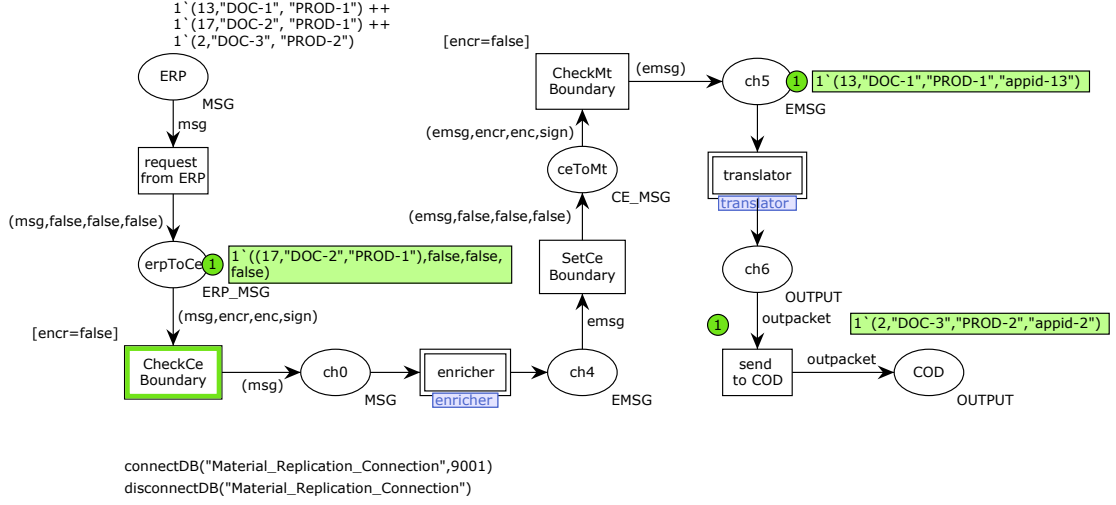 1`(13,"DOC-1", "PROD-1") ++
1`(17,"DOC-2", "PROD-1") ++
1`(2,"DOC-3", "PROD-2")
ERP
MSG
msg
request
from ERP
(msg,false,false,false)
erpToCe
1
1`((17,"DOC-2","PROD-1"),false,false,
false)
ERP_MSG
(msg,encr,enc,sign)
[encr=false]
CheckCe
Boundary
(msg)
ch0
MSG
enricher
enricher
ch4
EMSG
emsg
SetCe
Boundary
(emsg,false,false,false)
ceToMt
CE_MSG
(emsg,encr,enc,sign)
[encr=false]
CheckMt
Boundary
(emsg)
ch5
1
1`(13,"DOC-1","PROD-1","appid-13")
EMSG
translator
translator
ch6
OUTPUT
outpacket
1
1`(2,"DOC-3","PROD-2","appid-2")
send
to COD
outpacket
COD
OUTPUT
connectDB("Material_Replication_Connection",9001)
disconnectDB("Material_Replication_Connection")